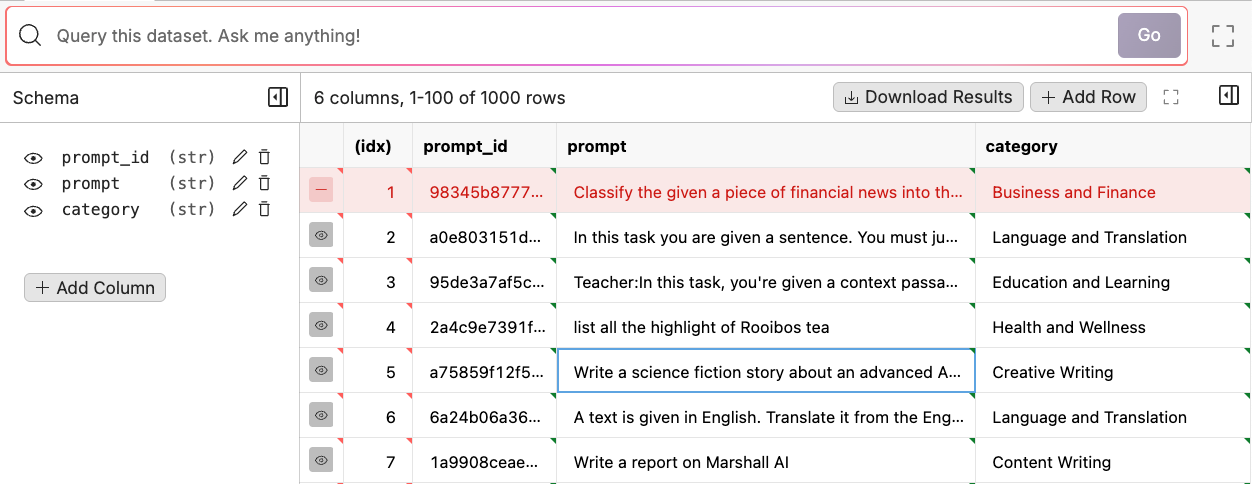 Query this dataset. Ask me anything! Go
Schema 6 columns, 1-100 of 1000 rows Download Results + Add Row
prompt_id (str)
prompt (str)
category (str)
+ Add Column
(idx) prompt_id prompt category
1 98345b8777... Classify the given a piece of financial news into th... Business and Finance
2 a0e803151d... In this task you are given a sentence. You must ju... Language and Translation
3 95de3a7af5c... Teacher:In this task, you're given a context passa... Education and Learning
4 2a4c9e7391f... list all the highlight of Rooibos tea Health and Wellness
5 a75859f12f5... Write a science fiction story about an advanced A... Creative Writing
6 6a24b06a36... A text is given in English. Translate it from the Eng... Language and Translation
7 1a9908ceae... Write a report on Marshall AI Content Writing